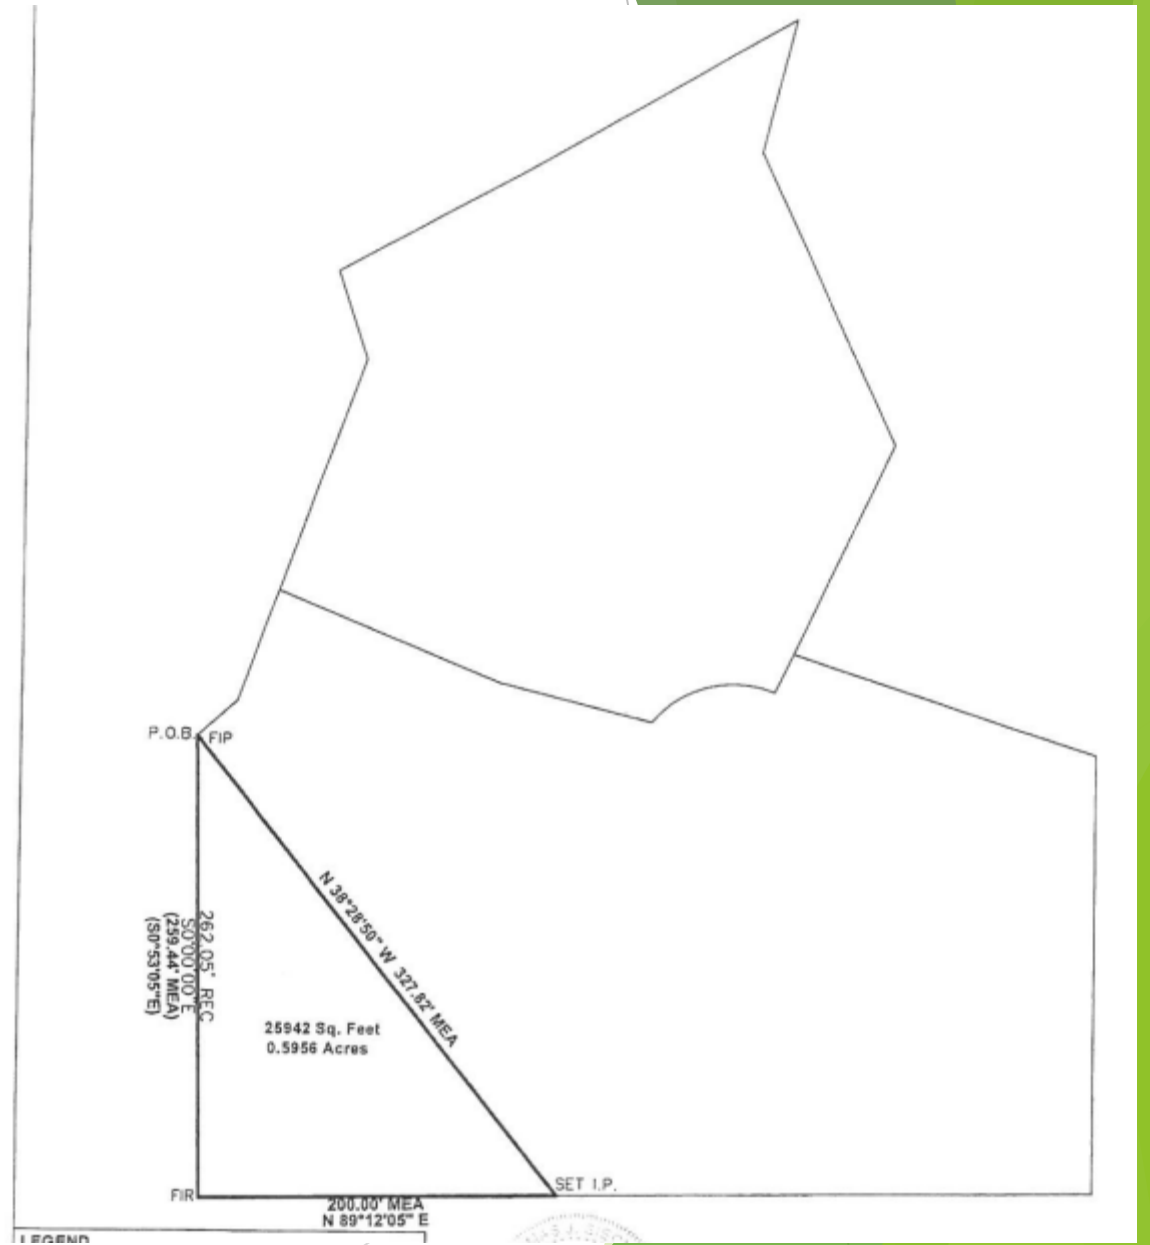 P.O.B.
FIP
N 38°28'50" W 327.82' MEA
262.05' REC
S0°00'00"E
(259.44' MEA)
(S0°53'05"E)
25942 Sq. Feet
0.5956 Acres
FIR
SET I.P.
200.00' MEA
N 89°12'05" E
LEGEND